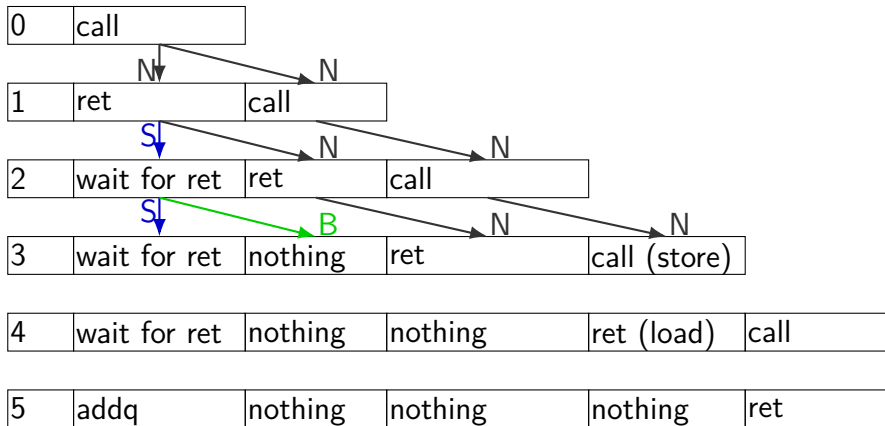 0 call
N N
1 ret call
S N N
2 wait for ret ret call
S B N N
3 wait for ret nothing ret call (store)
4 wait for ret nothing nothing ret (load) call
5 addq nothing nothing nothing ret